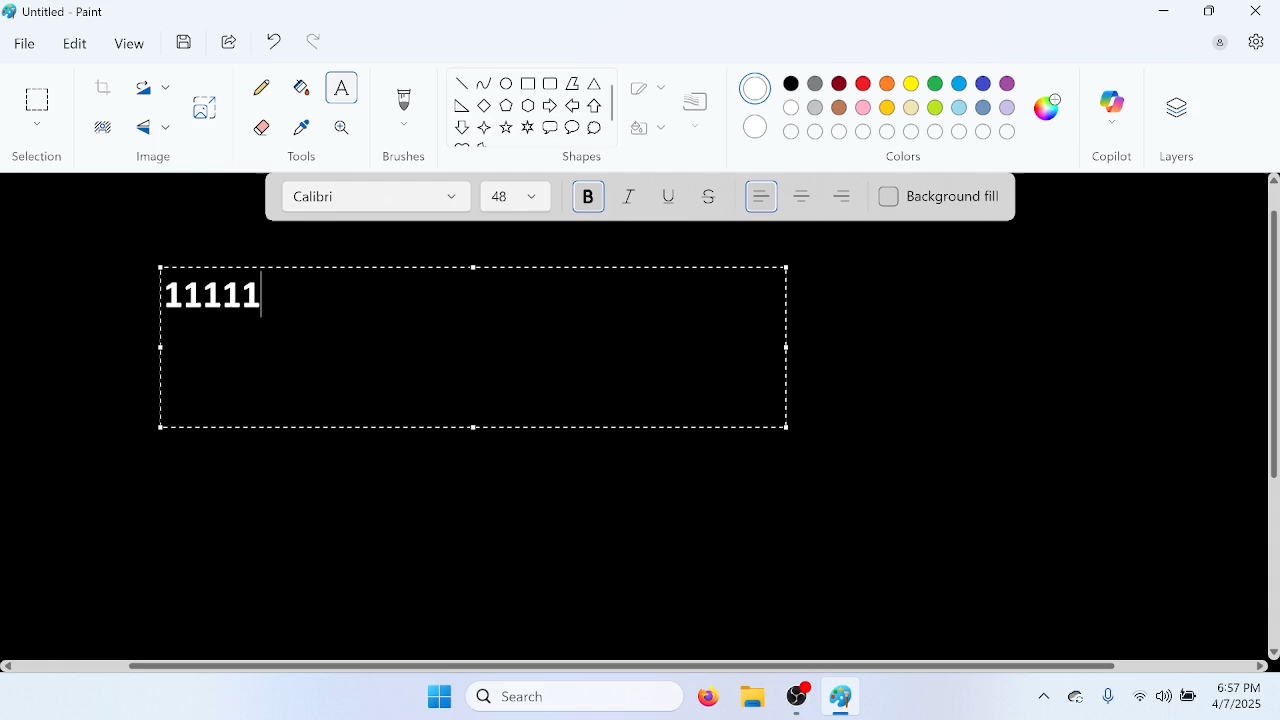 Untitled - Paint
File Edit View
Selection Image Tools Brushes Shapes Colors Copilot Layers
Calibri 48 B I U S Background fill
11111
Search
6:57 PM
4/7/2025